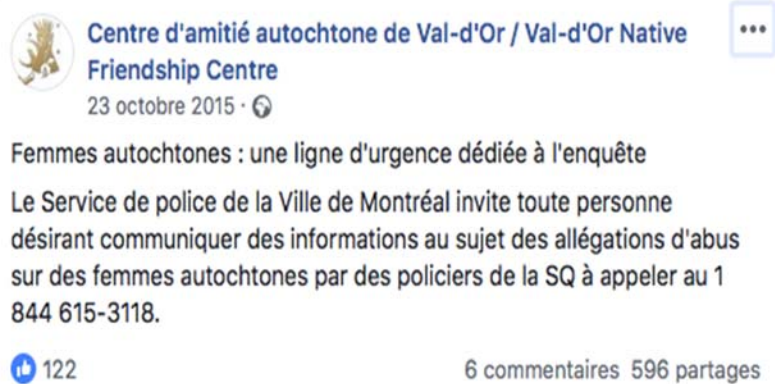 Centre d'amitié autochtone de Val-d'Or / Val-d'Or Native
Friendship Centre
23 octobre 2015 ·
Femmes autochtones : une ligne d'urgence dédiée à l'enquête
Le Service de police de la Ville de Montréal invite toute personne
désirant communiquer des informations au sujet des allégations d'abus
sur des femmes autochtones par des policiers de la SQ à appeler au 1
844 615-3118.
122 6 commentaires 596 partages